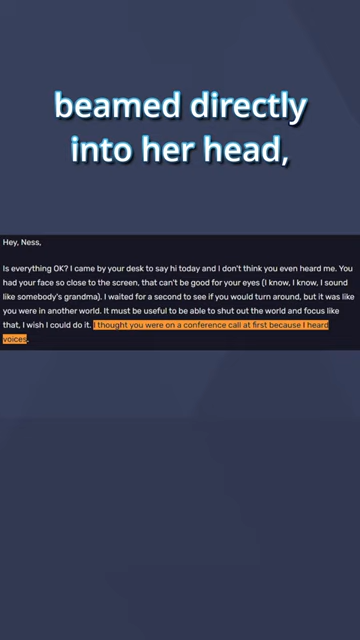 beamed directly
into her head,
Hey, Ness,
Is everything OK? I came by your desk to say hi today and I don't think you even heard me. You
had your face so close to the screen, that can't be good for your eyes (I know, I know, I sound
like somebody's grandma). I waited for a second to see if you would turn around, but it was like
you were in another world. It must be useful to be able to shut out the world and focus like
that, I wish I could do it. I thought you were on a conference call at first because I heard
voices.